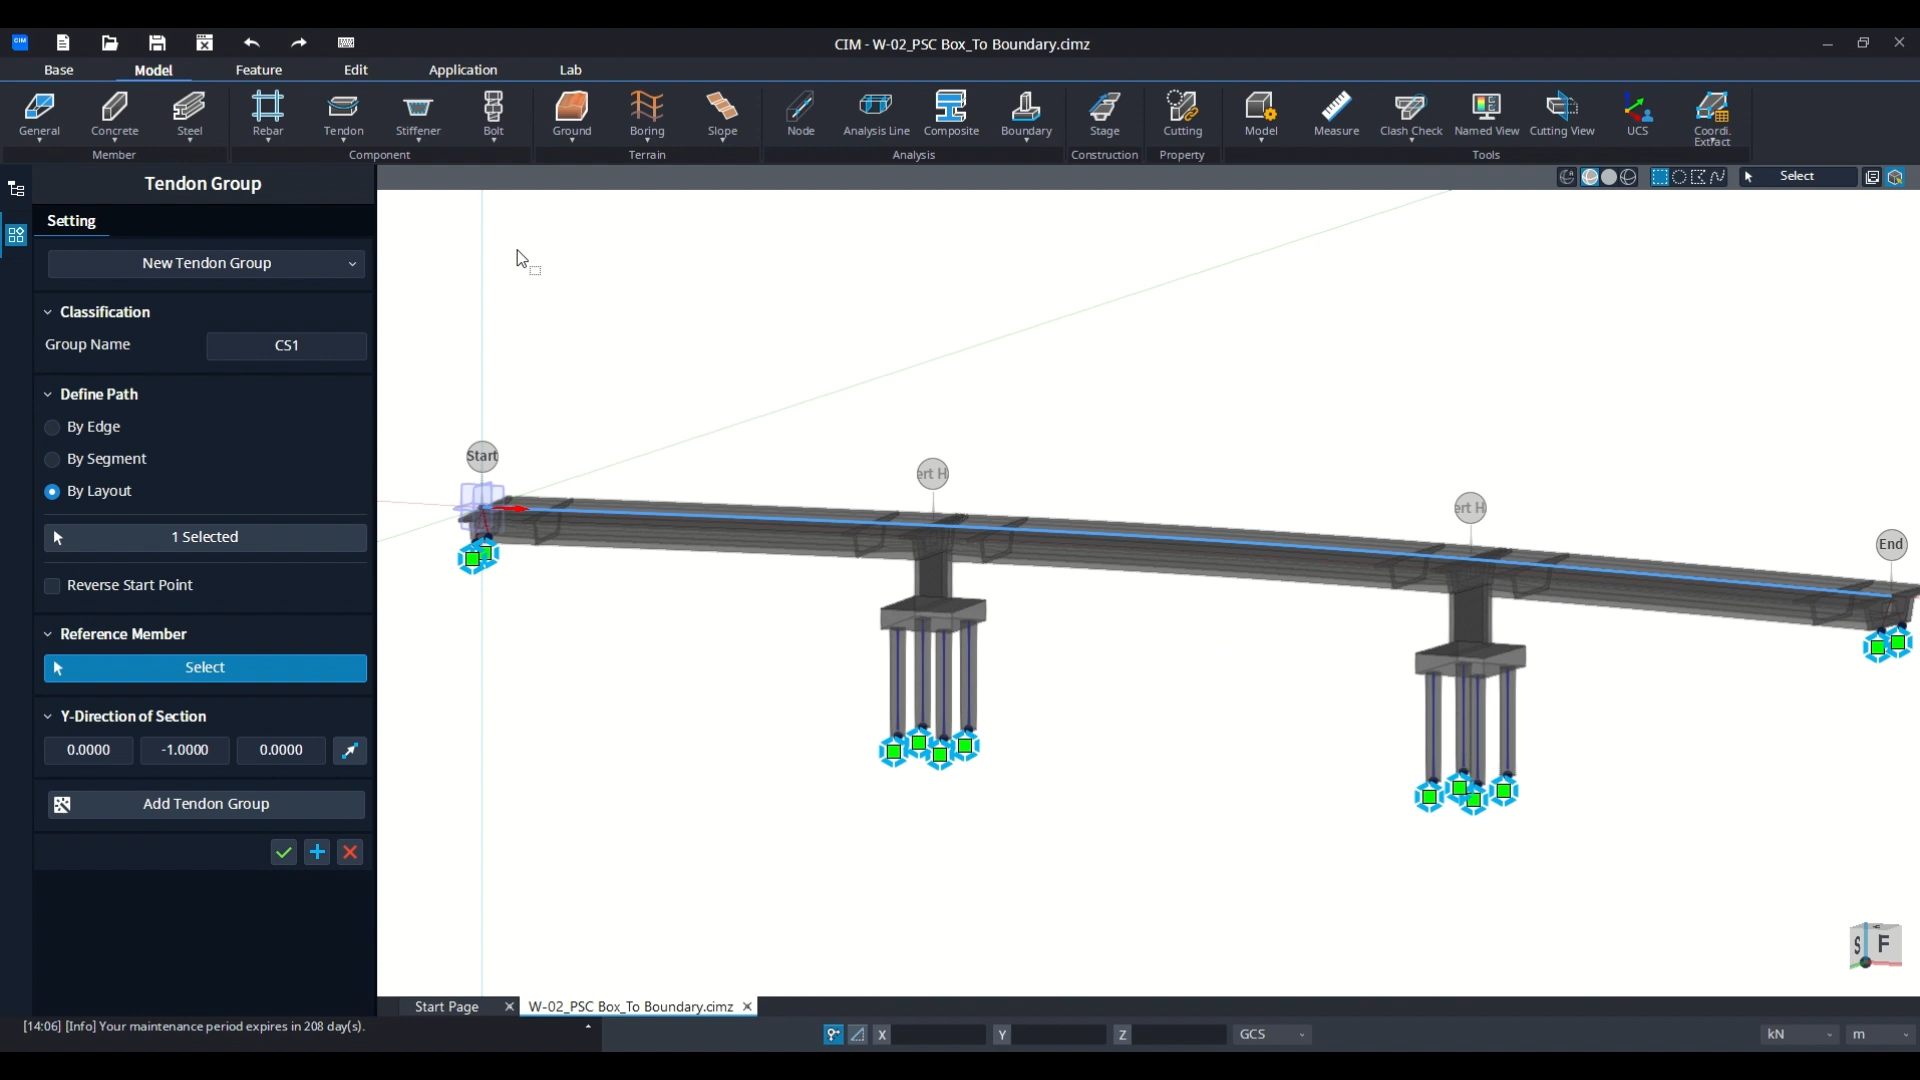 CIM
CIM - W-02_PSC Box_To Boundary.cimz
Base
Model
Feature
Edit
Application
Lab
General
Concrete
Steel
Rebar
Tendon
Stiffener
Bolt
Ground
Boring
Slope
Node
Analysis Line
Composite
Boundary
Stage
Cutting
Model
Measure
Clash Check
Named View
Cutting View
UCS
Coordi.
Extract
Member
Component
Terrain
Analysis
Construction
Property
Tools
Tendon Group
Select
Setting
New Tendon Group
Classification
Group Name
CS1
Define Path
By Edge
By Segment
By Layout
1 Selected
Reverse Start Point
Reference Member
Select
Y-Direction of Section
0.0000
-1.0000
0.0000
Add Tendon Group
Start
ert H
ert H
End
S
F
Start Page
W-02_PSC Box_To Boundary.cimz
[14:06] [Info] Your maintenance period expires in 208 day(s).
X
Y
Z
GCS
kN
m